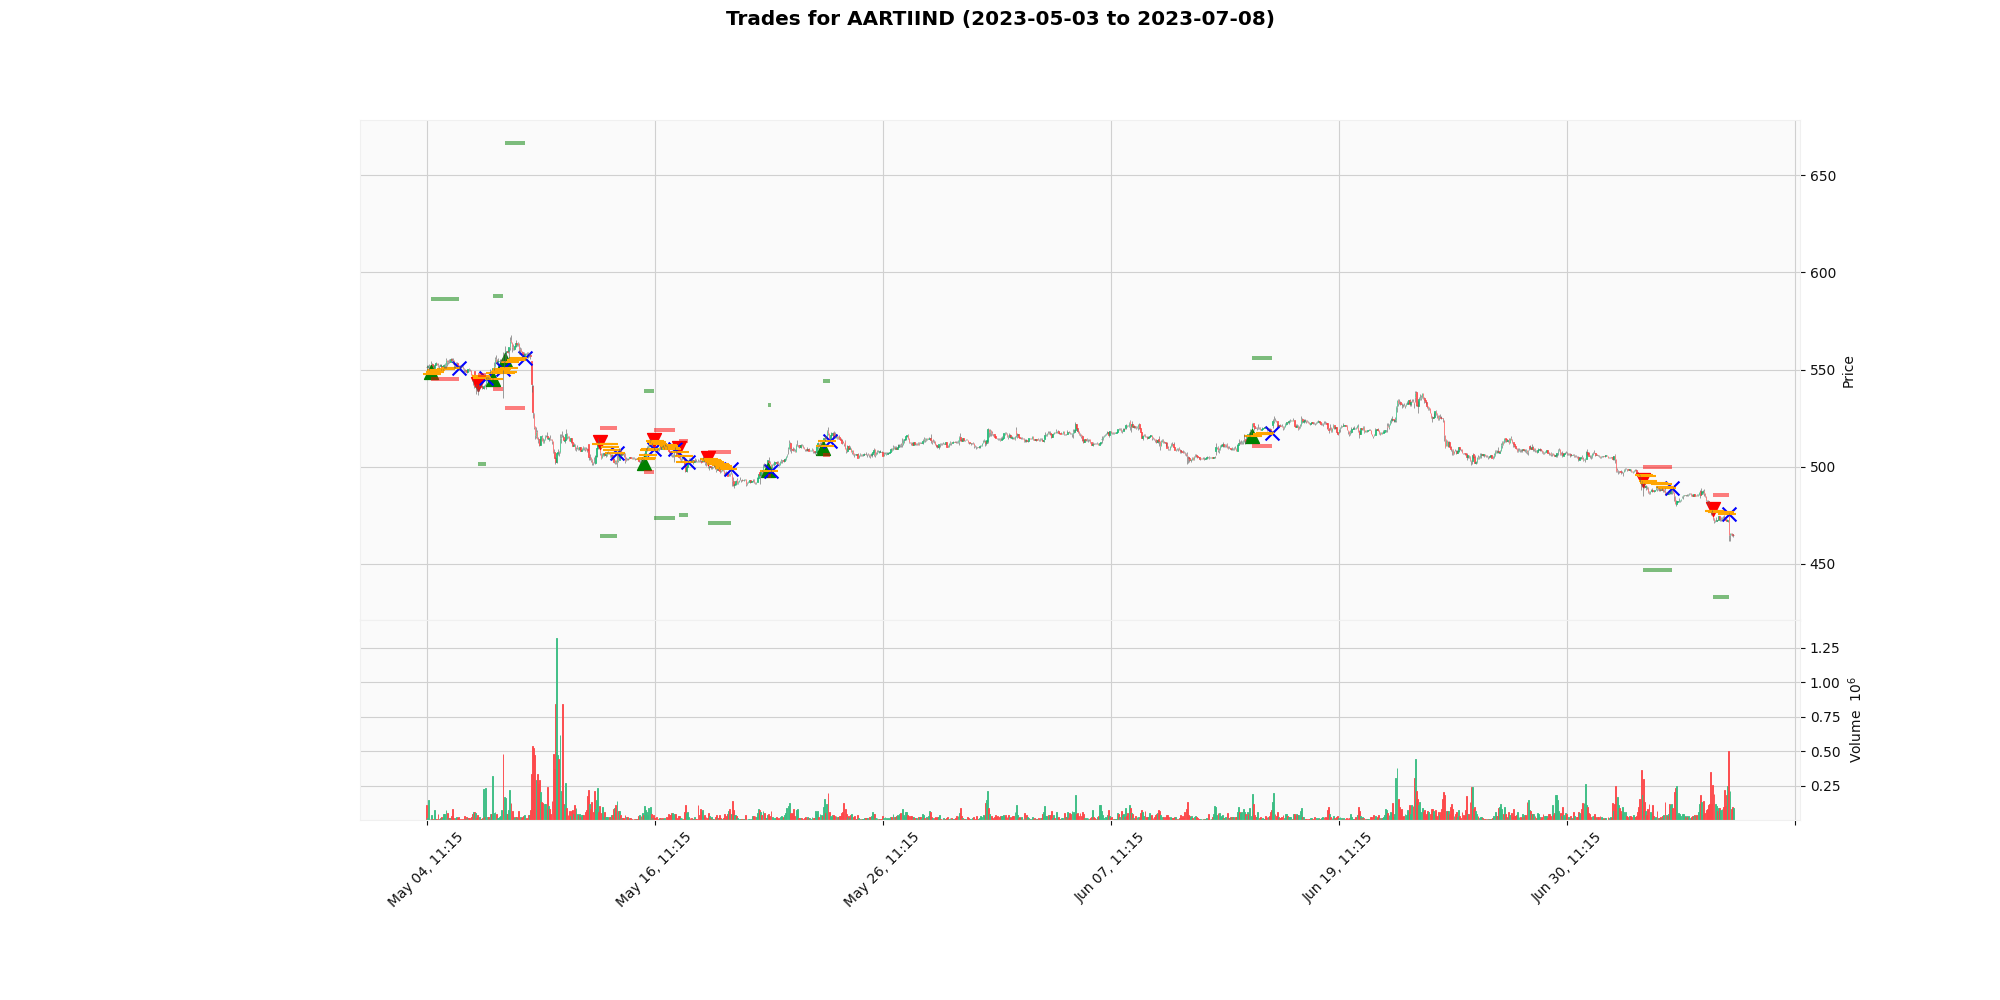 Trades for AARTIIND (2023-05-03 to 2023-07-08)
650
600
550
500
450
Price
1.25
1.00
0.75
0.50
0.25
Volume 10^6
May 04, 11:15
May 16, 11:15
May 26, 11:15
Jun 07, 11:15
Jun 19, 11:15
Jun 30, 11:15